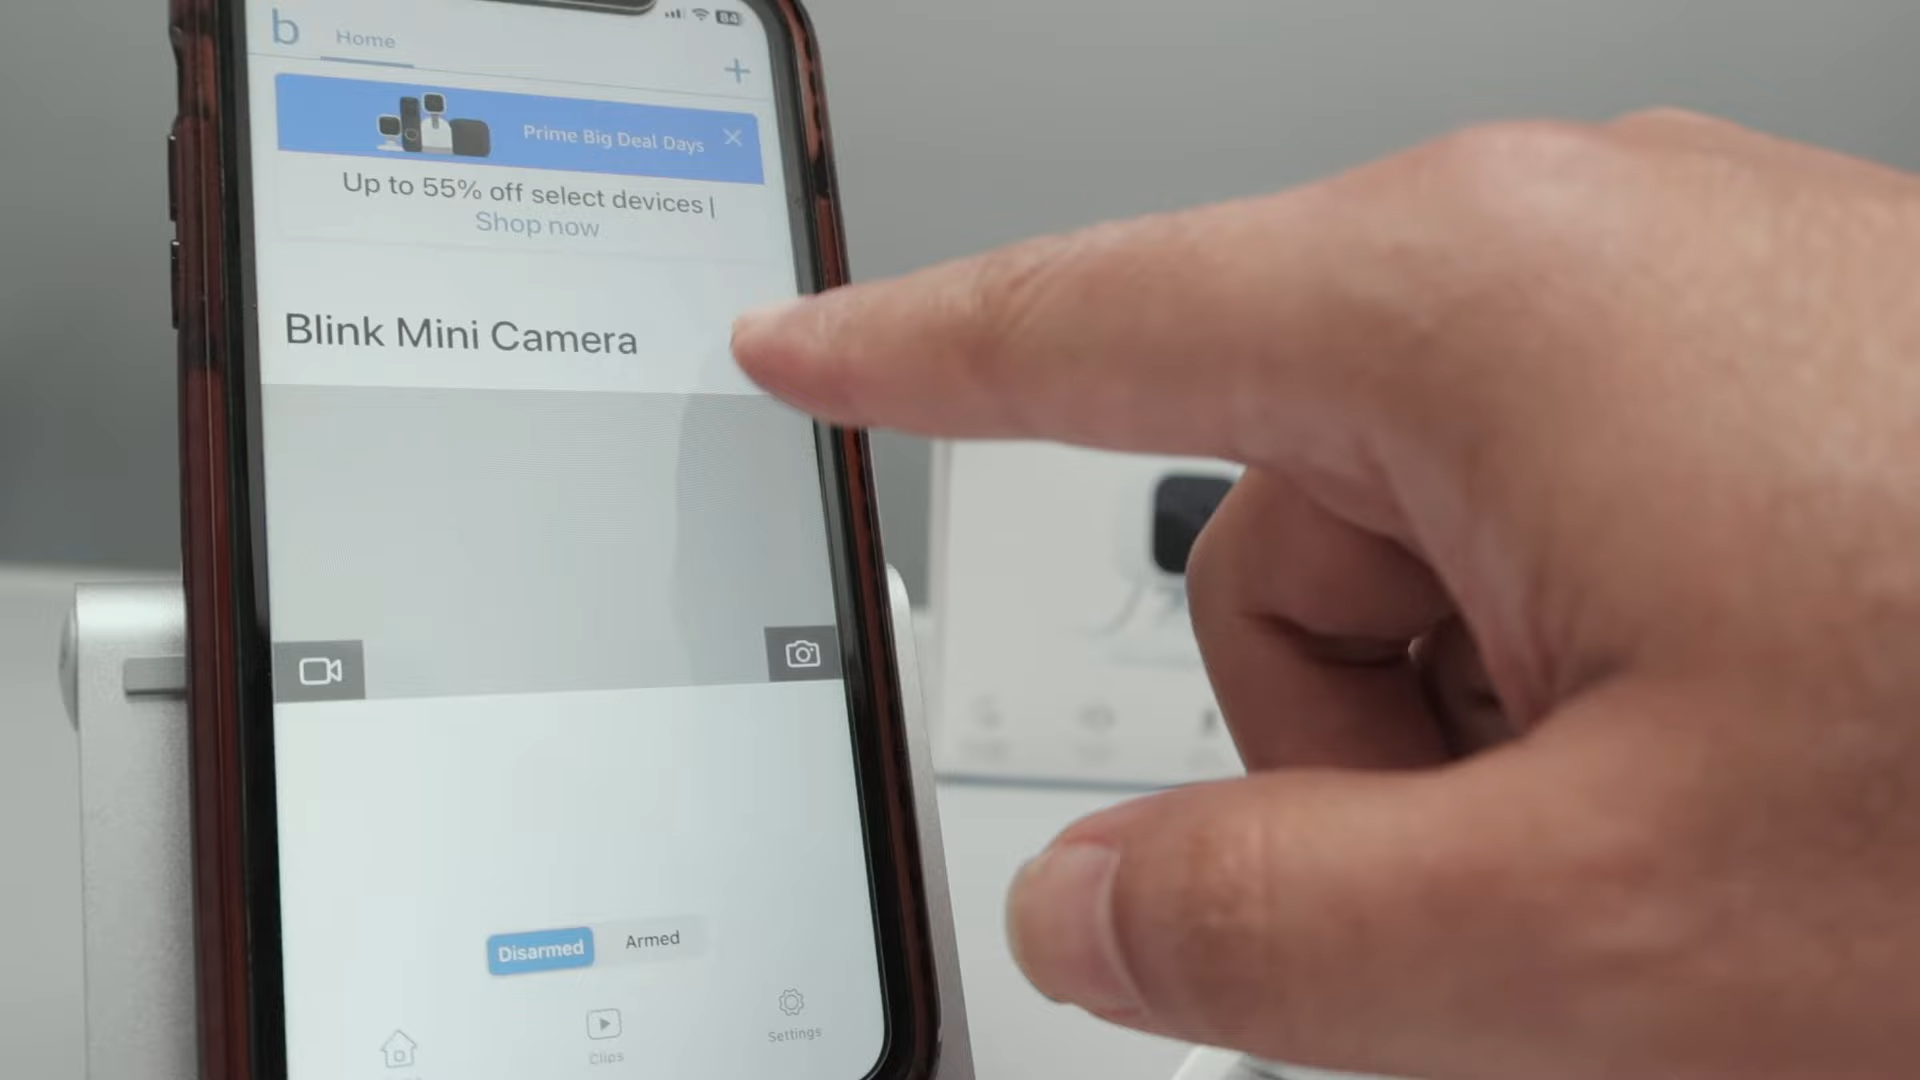 84
b
Home
Prime Big Deal Days
Up to 55% off select devices |
Shop now
Blink Mini Camera
Disarmed
Armed
Clips
Settings